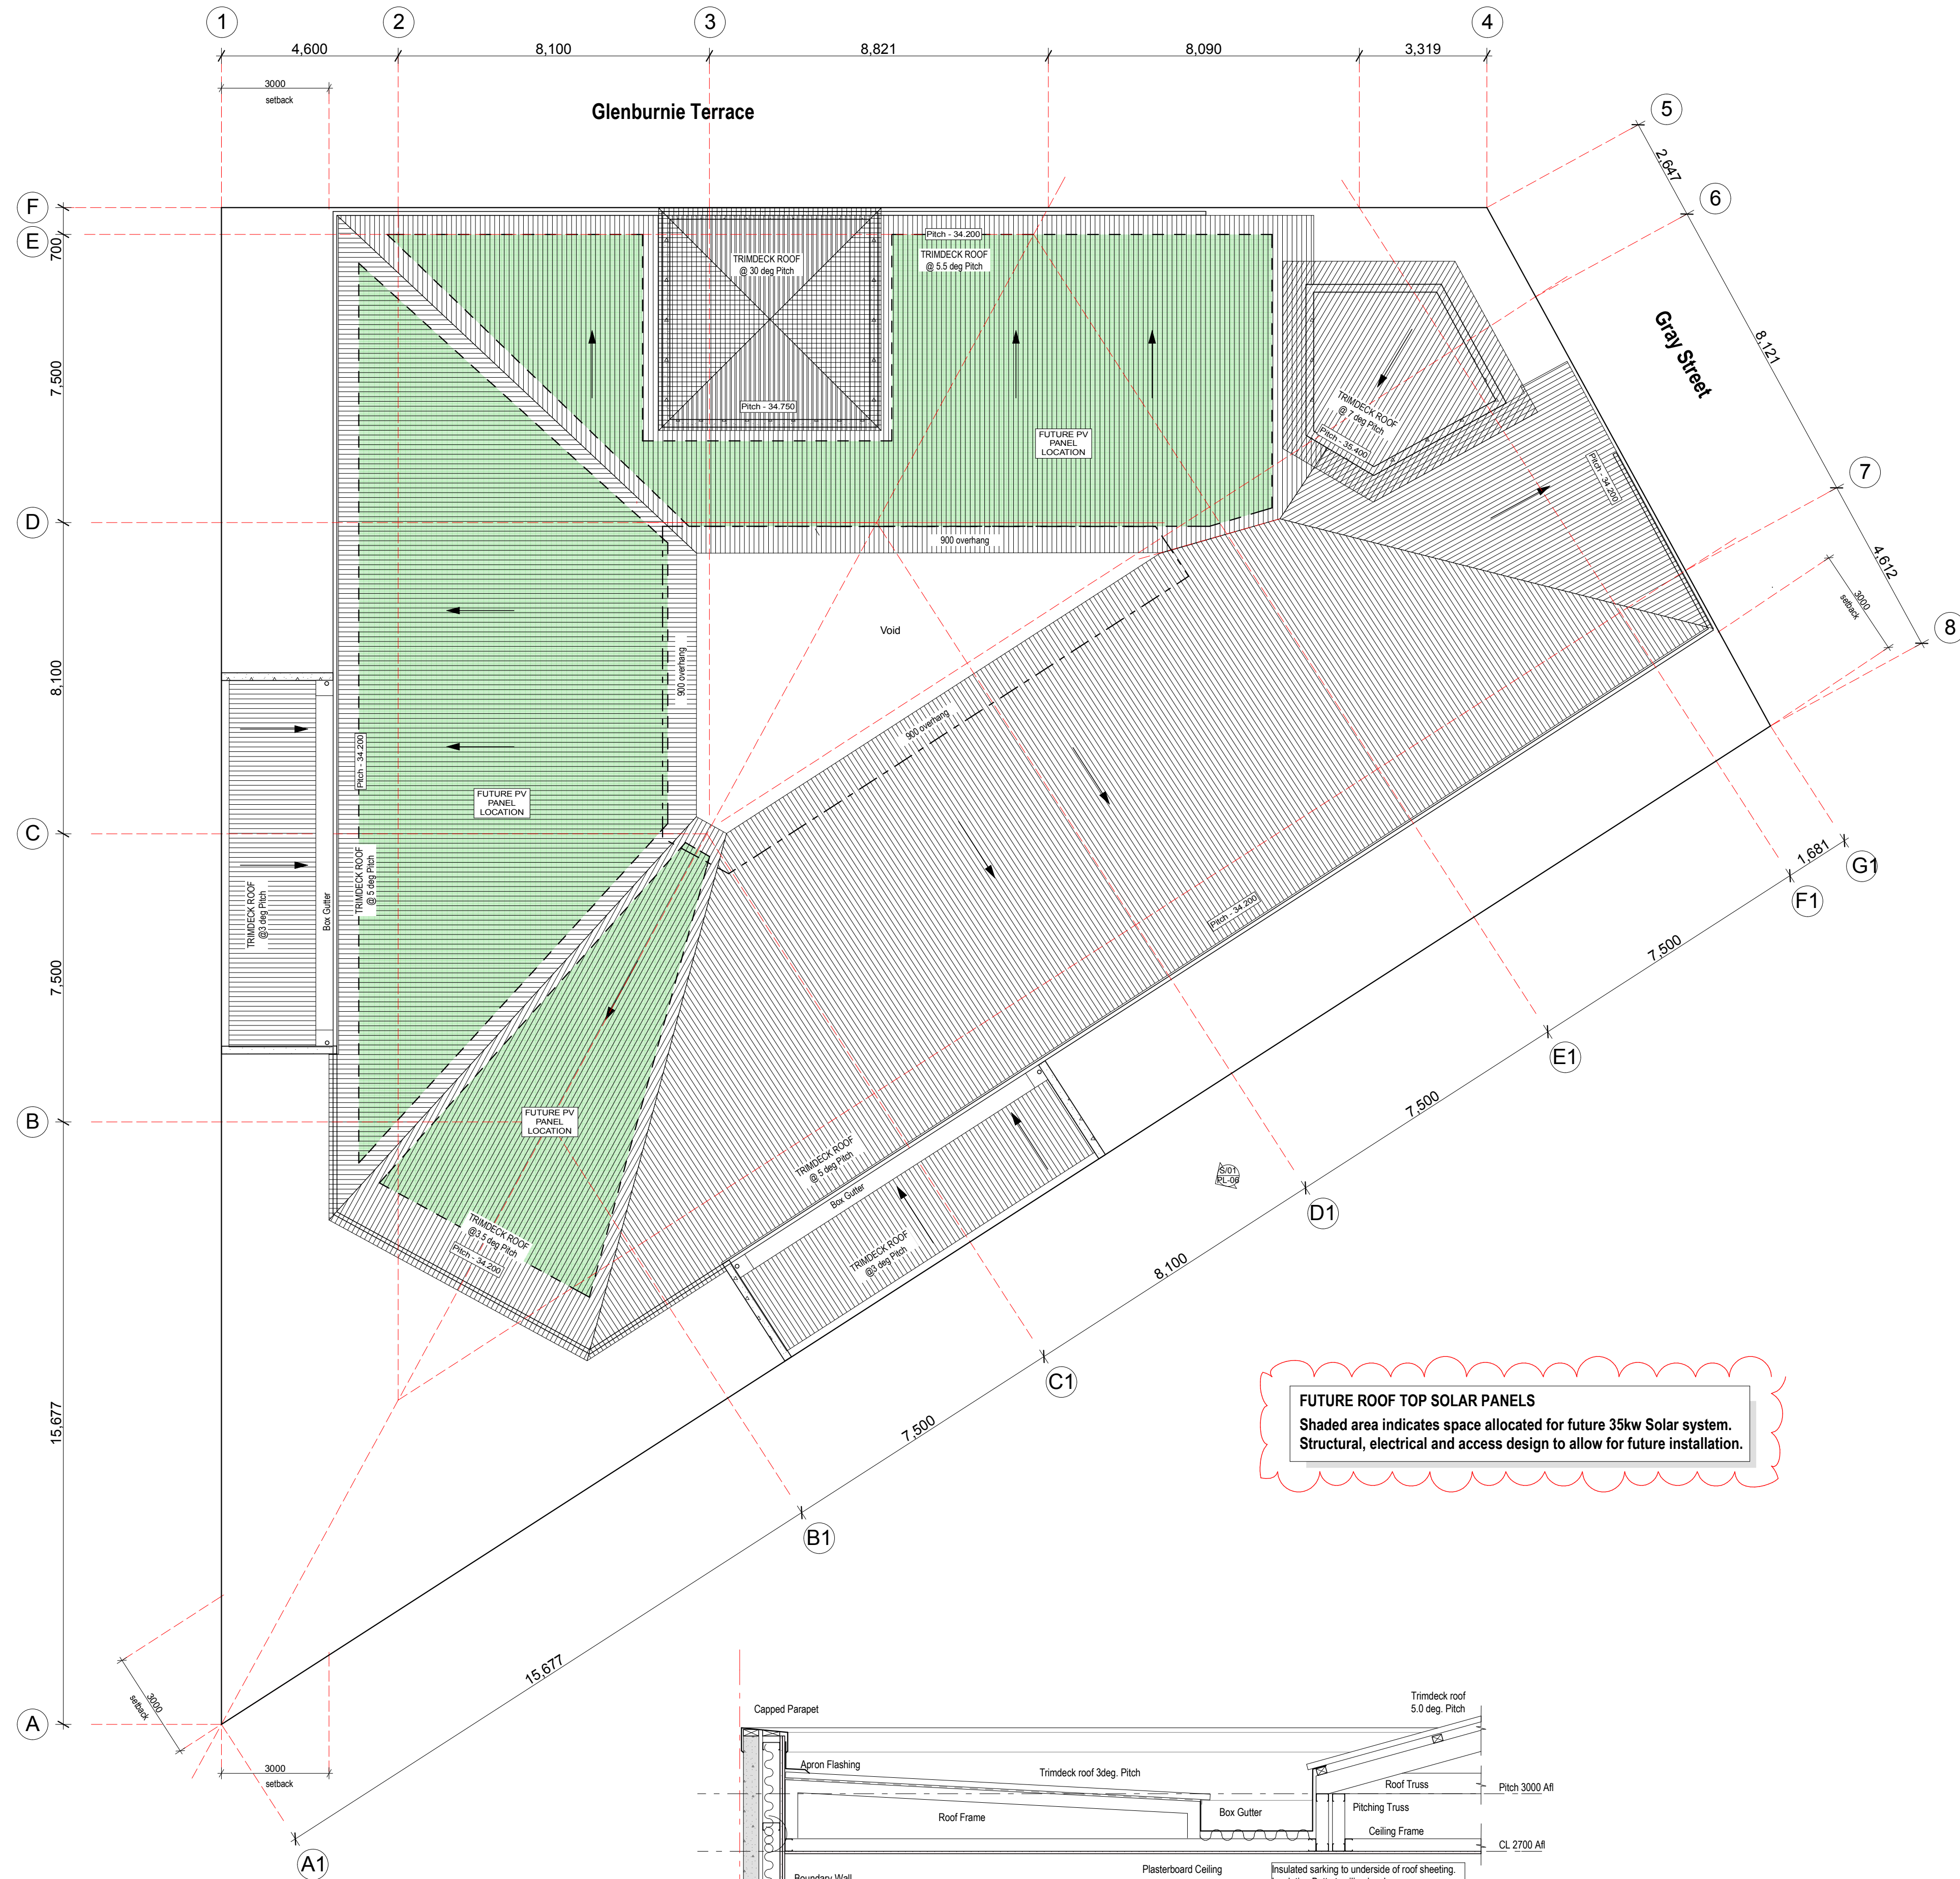 1
2
3
4
4,600
8,100
8,821
8,090
3,319
3000
setback
Glenburnie Terrace
5
2,647
6
F
E
700
Gray Street
8,121
TRIMDECK ROOF
@ 30 deg Pitch
Pitch - 34.200
TRIMDECK ROOF
@ 5.5 deg Pitch
7,500
Pitch - 34.750
TRIMDECK ROOF
@ 7 deg Pitch
Pitch - 35.400
FUTURE PV
PANEL
LOCATION
Pitch - 34.200
7
D
900 overhang
4,612
3000
setback
8
Void
8,100
900 overhang
900 overhang
Pitch - 34.200
FUTURE PV
PANEL
LOCATION
C
1,681
G1
F1
TRIMDECK ROOF
@ 5 deg Pitch
TRIMDECK ROOF
@3 deg Pitch
Box Gutter
Pitch - 34.200
7,500
7,500
E1
B
FUTURE PV
PANEL
LOCATION
7,500
TRIMDECK ROOF
@ 5 deg Pitch
S/01
PL-06
Box Gutter
D1
TRIMDECK ROOF
@3.5 deg Pitch
Pitch - 34.200
TRIMDECK ROOF
@3 deg Pitch
8,100
C1
15,677
7,500
FUTURE ROOF TOP SOLAR PANELS
Shaded area indicates space allocated for future 35kw Solar system.
Structural, electrical and access design to allow for future installation.
B1
15,677
3000
setback
A
3000
setback
A1
Capped Parapet
Trimdeck roof
5.0 deg. Pitch
Apron Flashing
Trimdeck roof 3deg. Pitch
Roof Truss
Pitch 3000 Afl
Roof Frame
Box Gutter
Pitching Truss
Ceiling Frame
CL 2700 Afl
Plasterboard Ceiling
Insulated sarking to underside of roof sheeting.
Boundary Wall